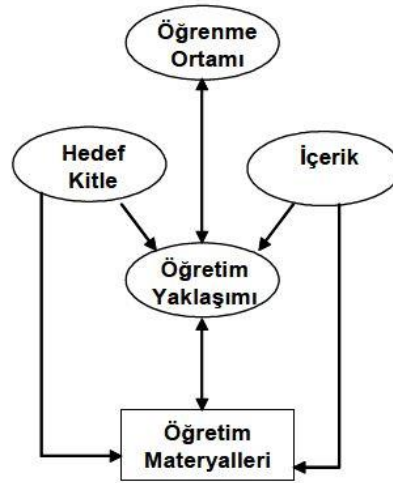 Öğrenme
Ortamı
Hedef
Kitle
İçerik
Öğretim
Yaklaşımı
Öğretim
Materyalleri